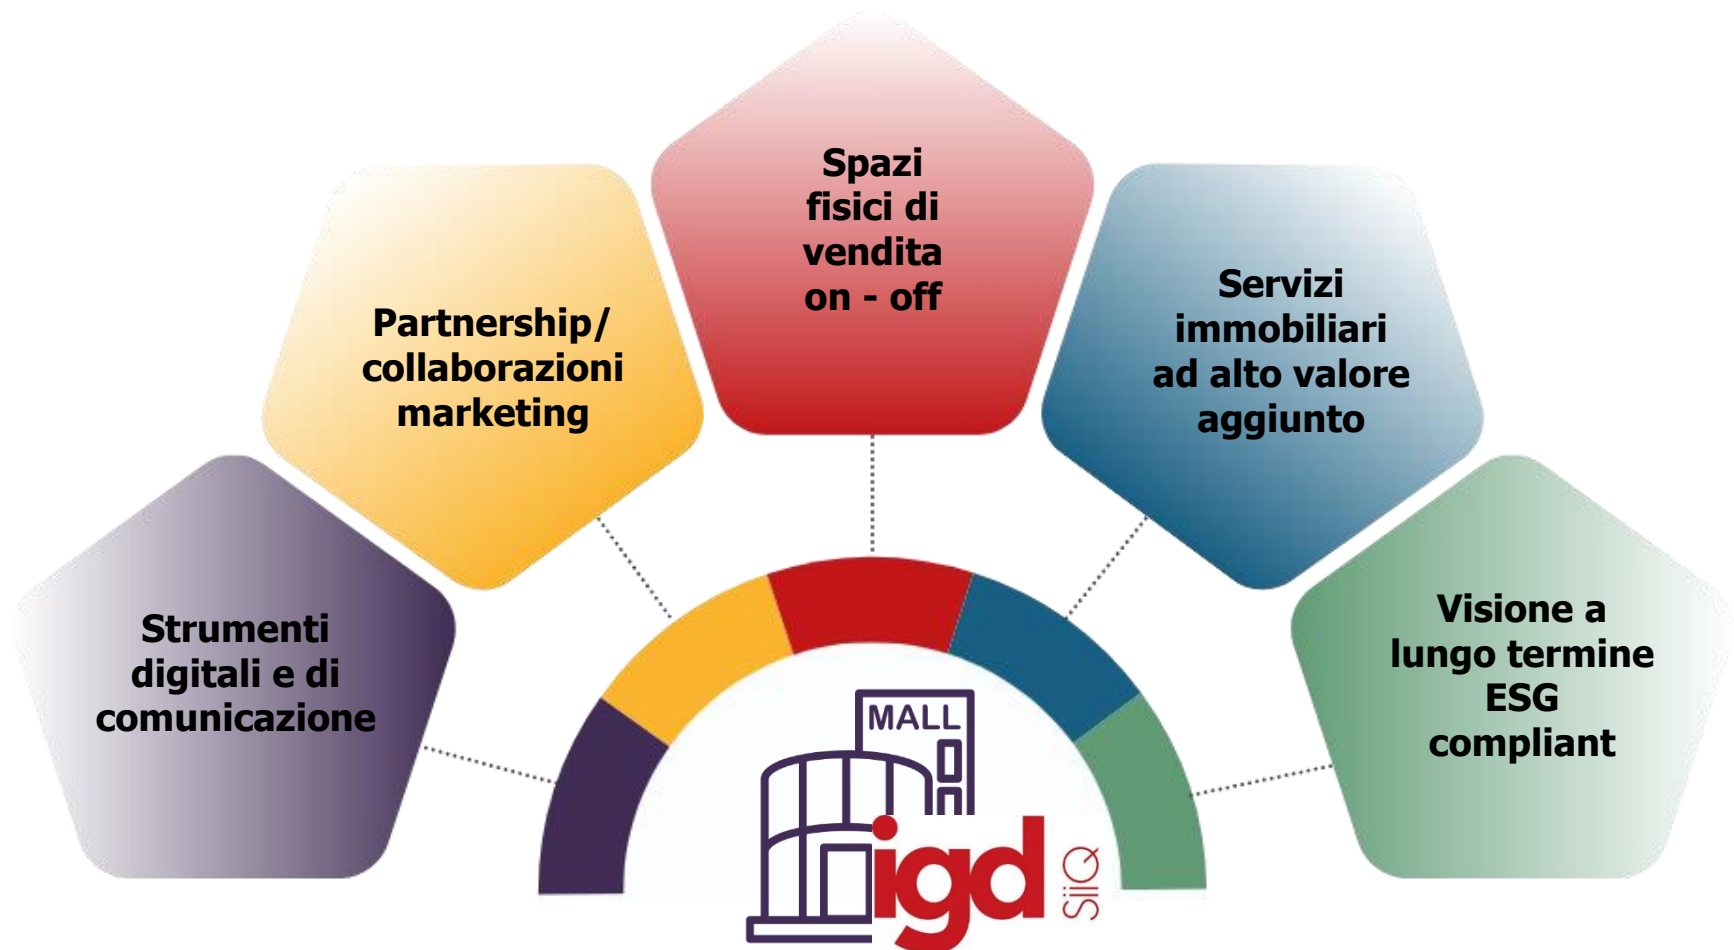 Spazi
fisici di
vendita
on - off
Partnership/
collaborazioni
marketing
Servizi
immobiliari
ad alto valore
aggiunto
Strumenti
digitali e di
comunicazione
Visione a
lungo termine
ESG
compliant
MALL
igd
SiiQ